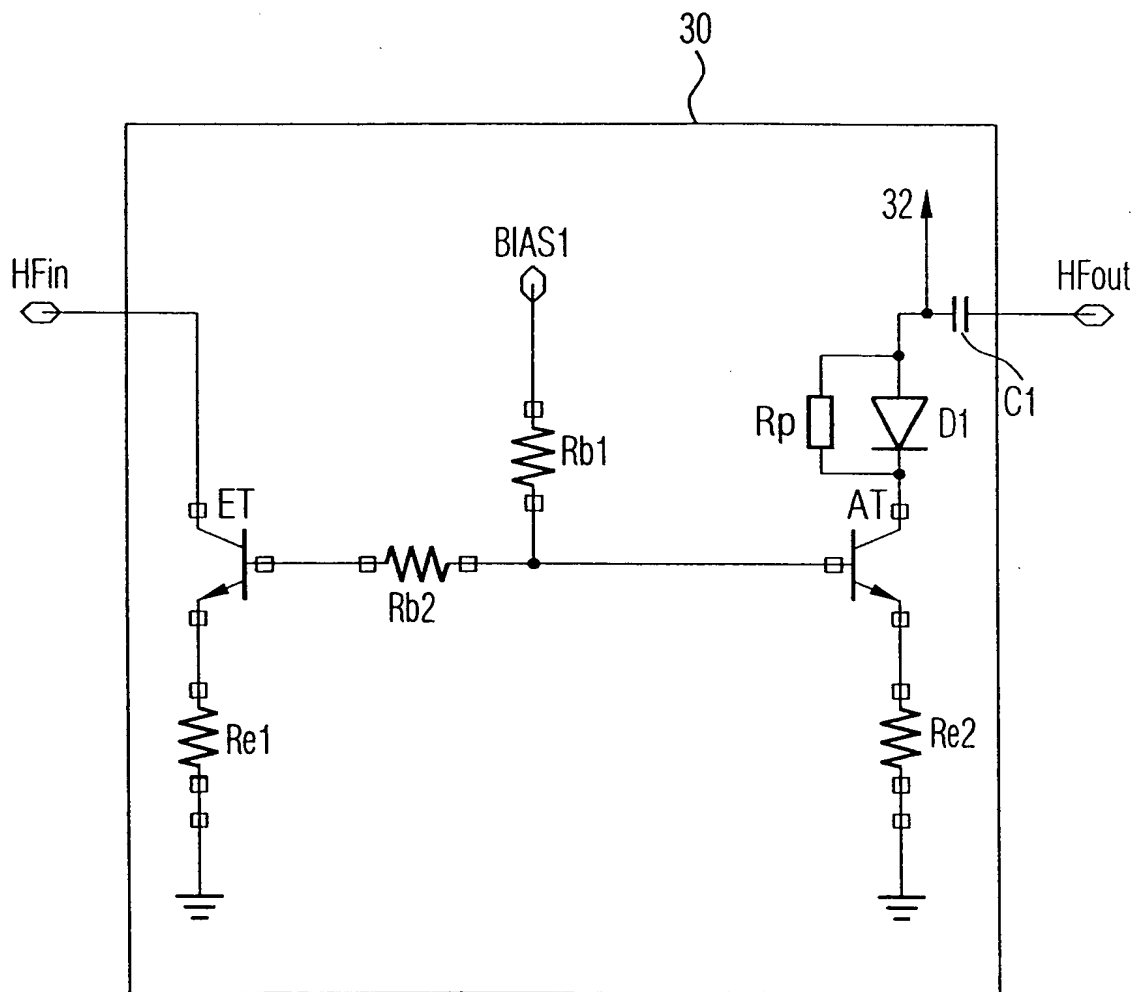 30
32
BIAS1
HFin
HFout
C1
Rp
D1
Rb1
ET
AT
Rb2
Re1
Re2